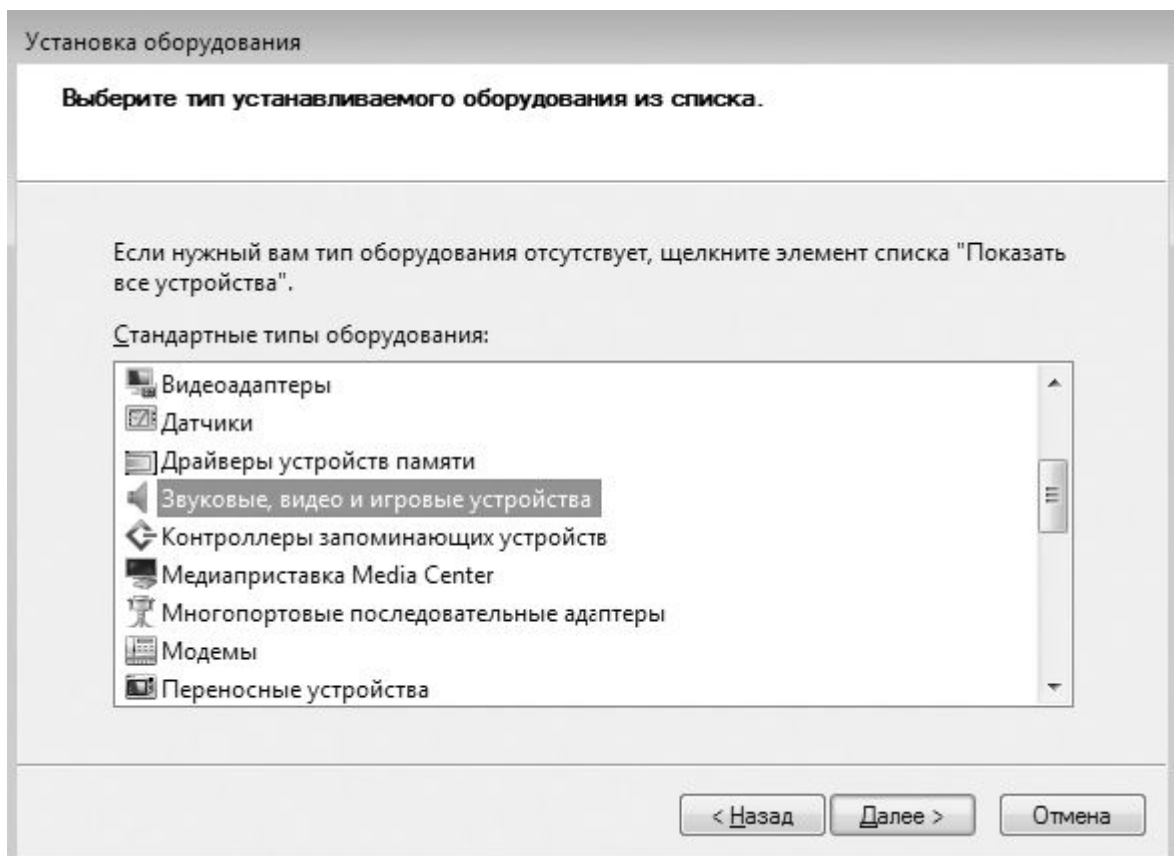 Установка оборудования
Выберите тип устанавливаемого оборудования из списка.
Если нужный вам тип оборудования отсутствует, щелкните элемент списка "Показать
все устройства".
Стандартные типы оборудования:
Видеоадаптеры
Датчики
Драйверы устройств памяти
Звуковые, видео и игровые устройства
Контроллеры запоминающих устройств
Медиаприставка Media Center
Многопортовые последовательные адаптеры
Модемы
Переносные устройства
< Назад Далее > Отмена